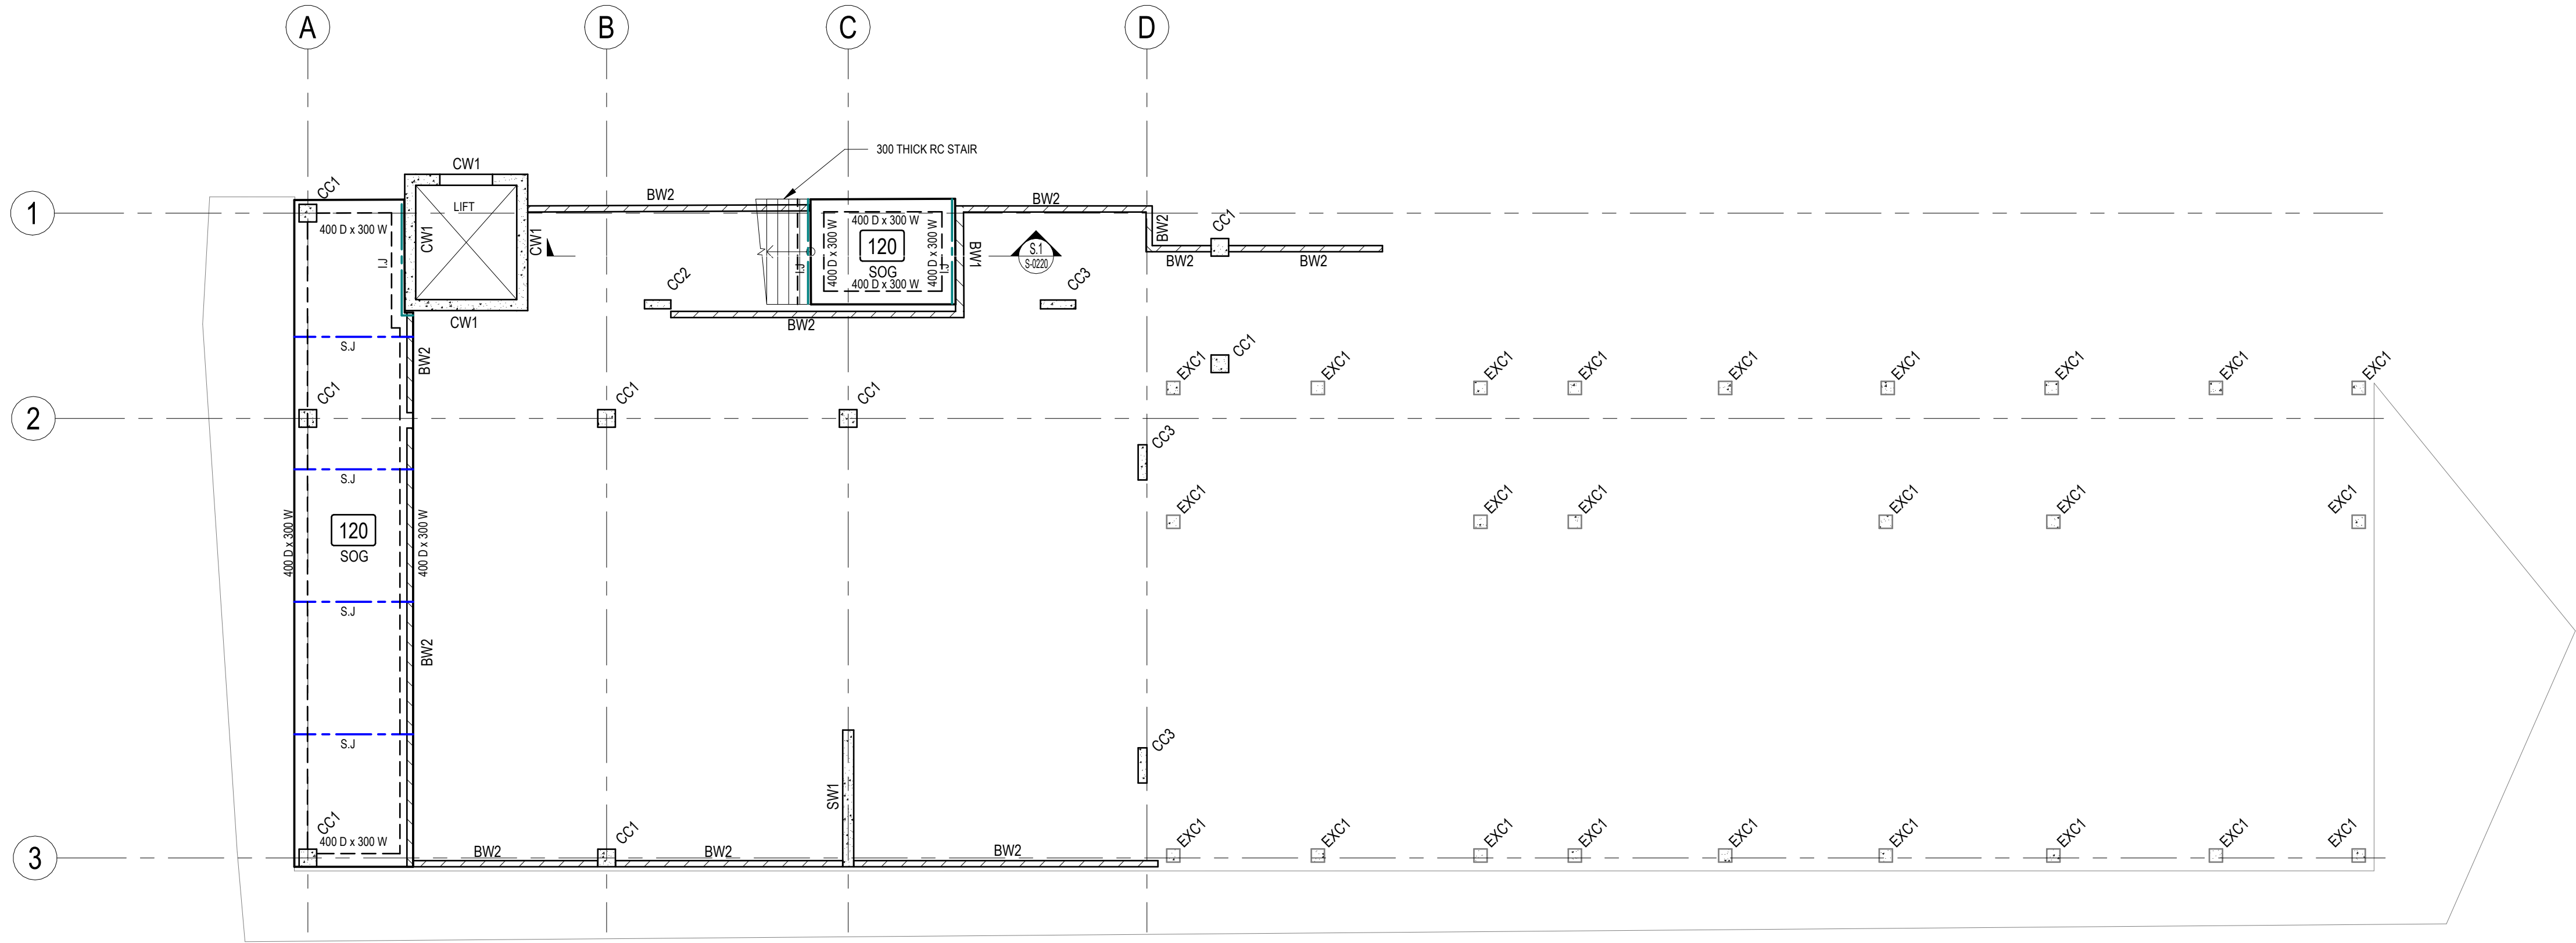 A
B
C
D
300 THICK RC STAIR
CW1
CC1
BW2
BW2
1
LIFT
400 D x 300 W
CW1
CW1
I.J
400 D x 300 W
400 D x 300 W
120
SOG
400 D x 300 W
400 D x 300 W
I.J
I.J
BW1
S.1
S-0220
BW2
CC1
BW2
BW2
CC2
CC3
CW1
BW2
S.J
BW2
CC1
EXC1
EXC1
EXC1
EXC1
EXC1
EXC1
EXC1
EXC1
EXC1
2
CC1
CC1
CC1
CC3
S.J
EXC1
EXC1
EXC1
EXC1
EXC1
EXC1
400 D x 300 W
120
SOG
400 D x 300 W
S.J
BW2
S.J
CC3
SW1
CC1
400 D x 300 W
CC1
EXC1
EXC1
EXC1
EXC1
EXC1
EXC1
EXC1
EXC1
EXC1
3
BW2
BW2
BW2